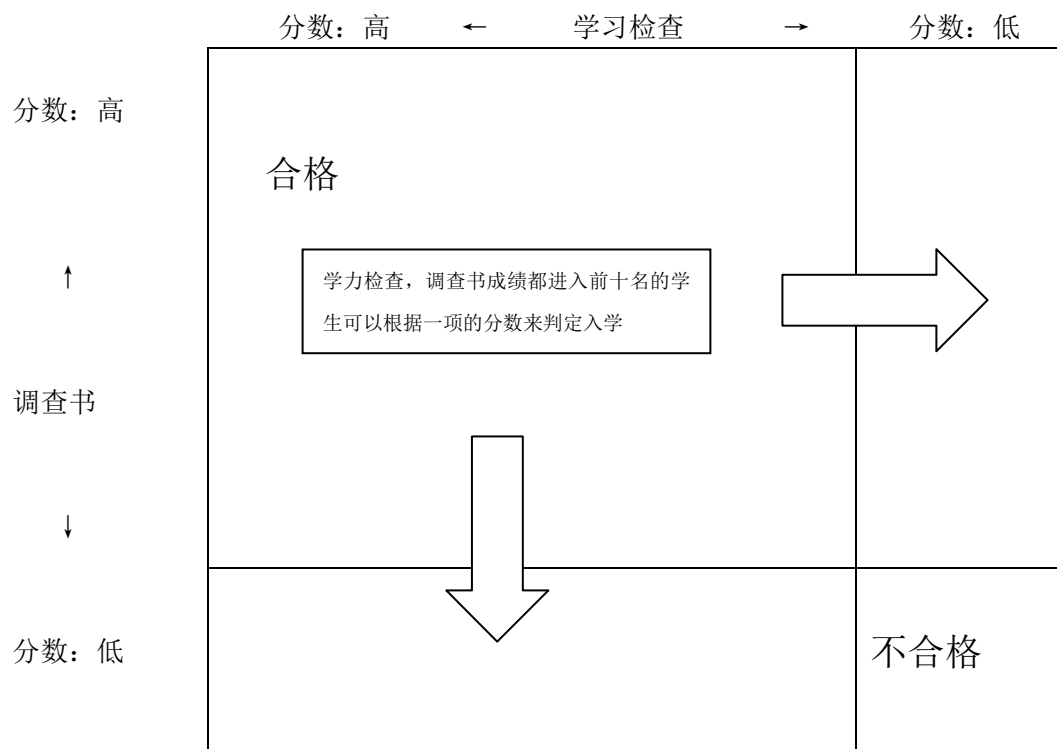 分数：高 ← 学习检查 → 分数：低
分数：高
合格
↑
学力检查，调查书成绩都进入前十名的学
生可以根据一项的分数来判定入学
调查书
↓
分数：低
不合格